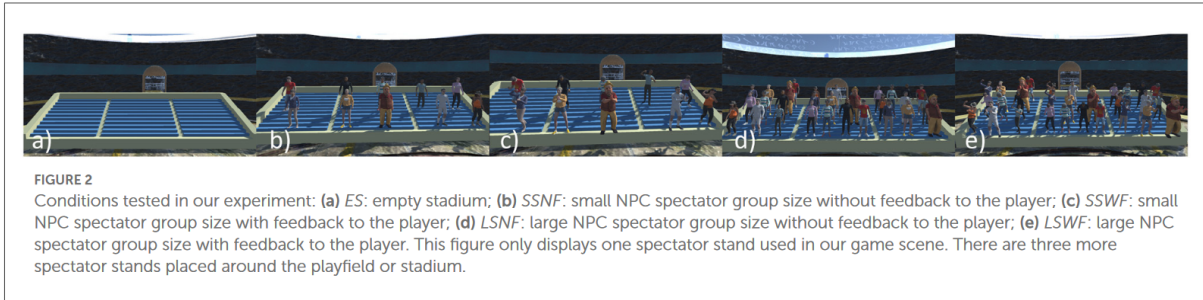 a) b) c) d) e)
FIGURE 2
Conditions tested in our experiment: (a) ES: empty stadium; (b) SSNF: small NPC spectator group size without feedback to the player; (c) SSWF: small
NPC spectator group size with feedback to the player; (d) LSNF: large NPC spectator group size without feedback to the player; (e) LSWF: large NPC
spectator group size with feedback to the player. This figure only displays one spectator stand used in our game scene. There are three more
spectator stands placed around the playfield or stadium.